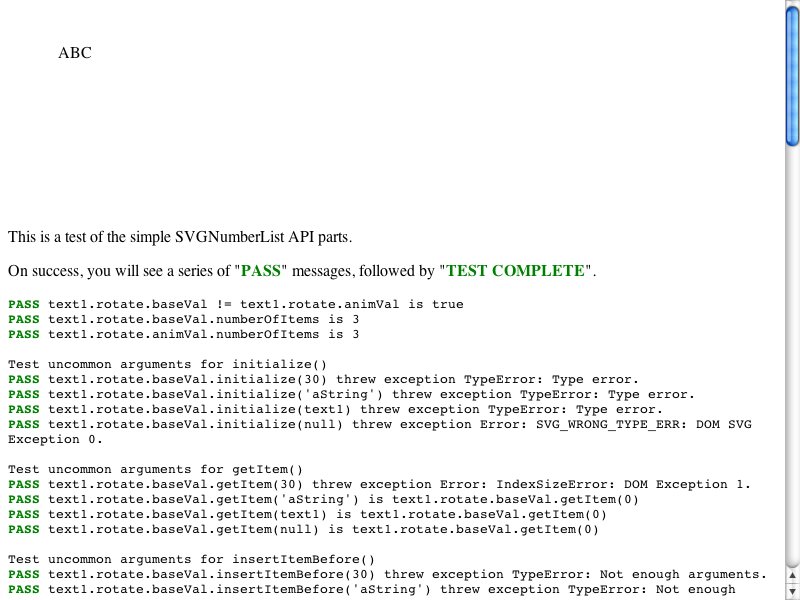 ABC
This is a test of the simple SVGNumberList API parts.
On success, you will see a series of "PASS" messages, followed by "TEST COMPLETE".
PASS text1.rotate.baseVal != text1.rotate.animVal is true
PASS text1.rotate.baseVal.numberOfItems is 3
PASS text1.rotate.animVal.numberOfItems is 3
Test uncommon arguments for initialize()
PASS text1.rotate.baseVal.initialize(30) threw exception TypeError: Type error.
PASS text1.rotate.baseVal.initialize('aString') threw exception TypeError: Type error.
PASS text1.rotate.baseVal.initialize(text1) threw exception TypeError: Type error.
PASS text1.rotate.baseVal.initialize(null) threw exception Error: SVG_WRONG_TYPE_ERR: DOM SVG
Exception 0.
Test uncommon arguments for getItem()
PASS text1.rotate.baseVal.getItem(30) threw exception Error: IndexSizeError: DOM Exception 1.
PASS text1.rotate.baseVal.getItem('aString') is text1.rotate.baseVal.getItem(0)
PASS text1.rotate.baseVal.getItem(text1) is text1.rotate.baseVal.getItem(0)
PASS text1.rotate.baseVal.getItem(null) is text1.rotate.baseVal.getItem(0)
Test uncommon arguments for insertItemBefore()
PASS text1.rotate.baseVal.insertItemBefore(30) threw exception TypeError: Not enough arguments.
PASS text1.rotate.baseVal.insertItemBefore('aString') threw exception TypeError: Not enough